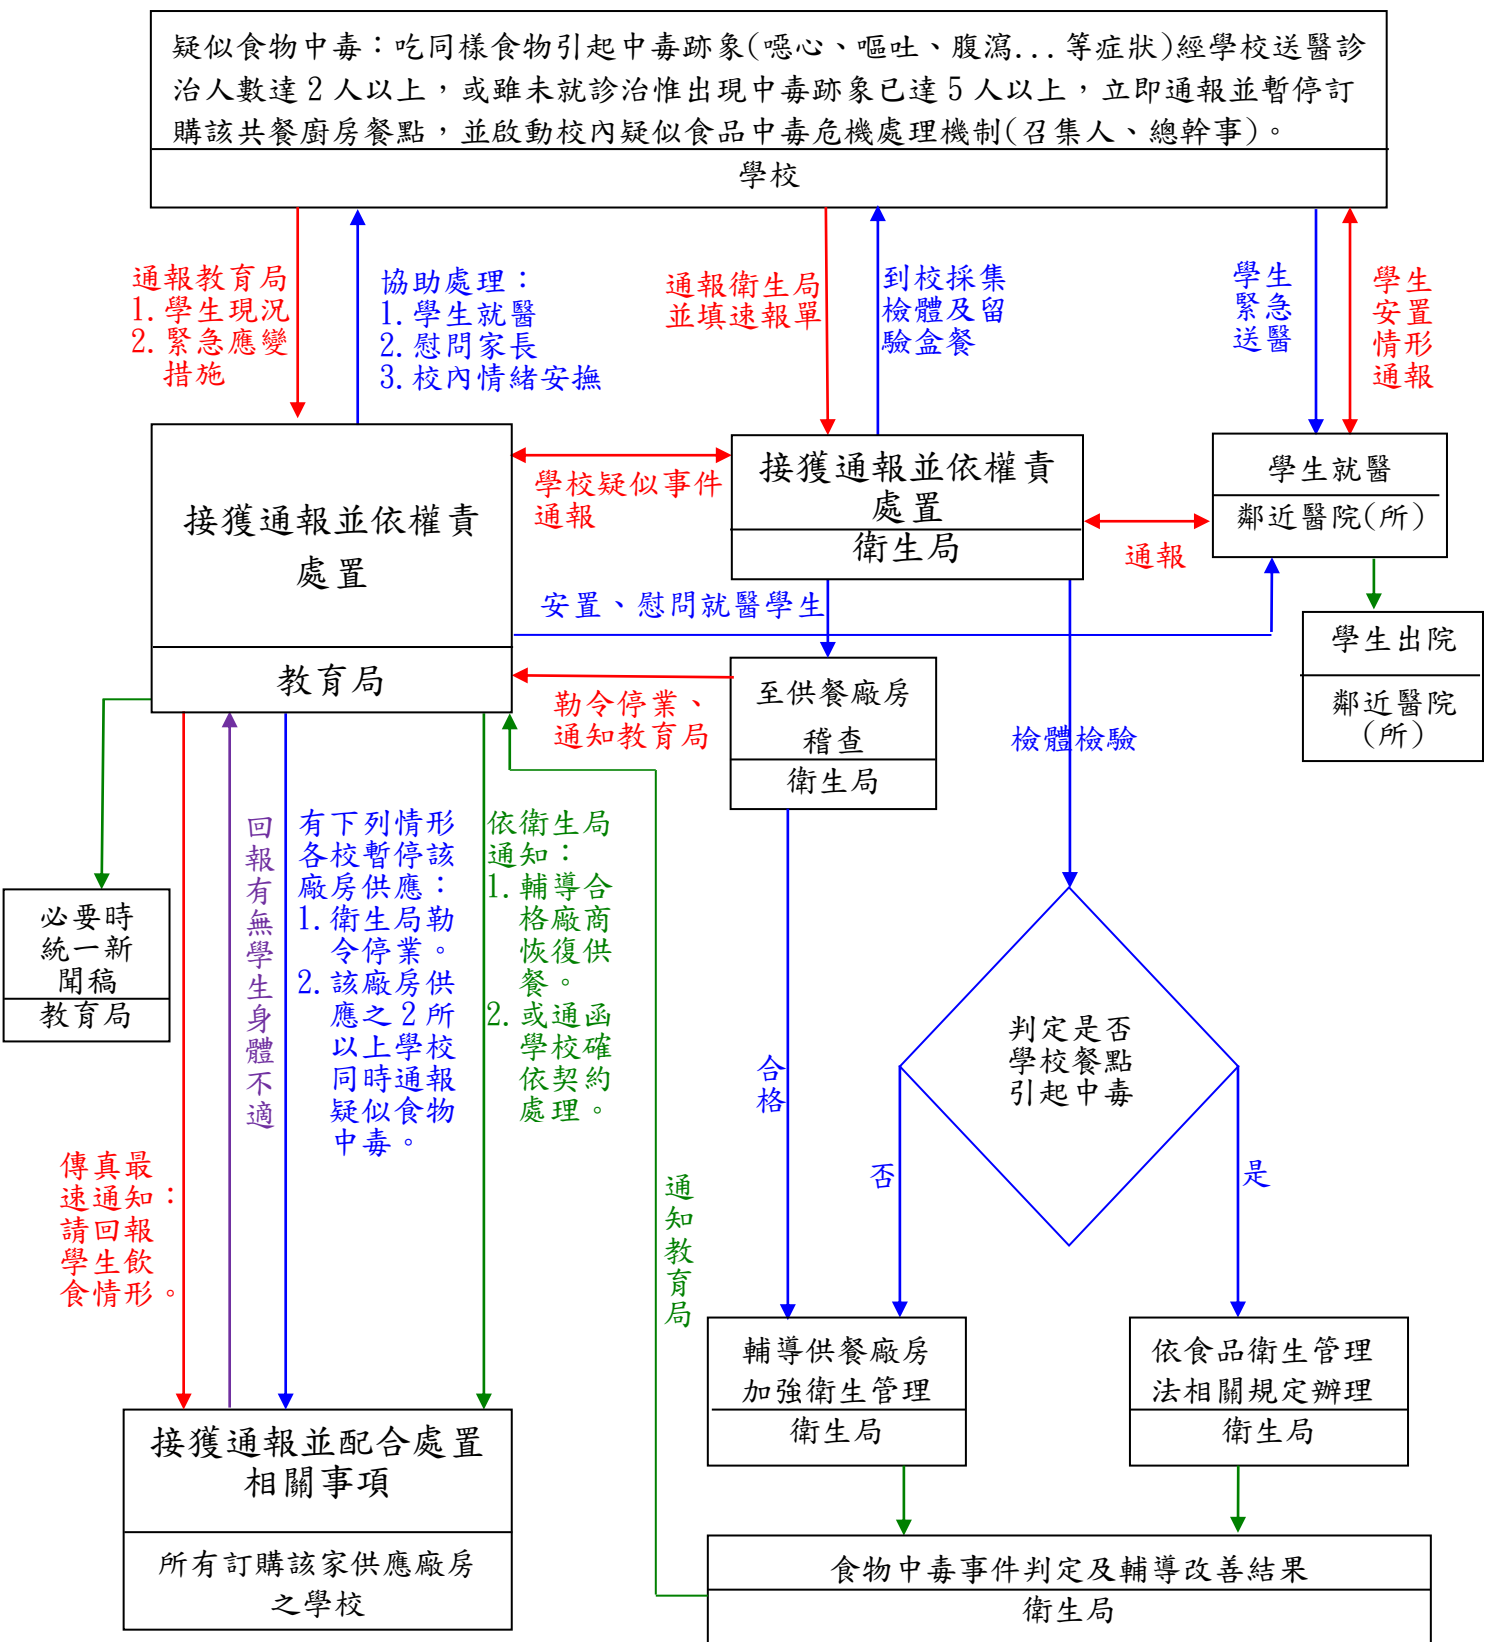 疑似食物中毒：吃同樣食物引起中毒跡象(噁心、嘔吐、腹瀉...等症狀)經學校送醫診
治人數達2人以上，或雖未就診治惟出現中毒跡象已達5人以上，立即通報並暫停訂
購該共餐廚房餐點，並啟動校內疑似食品中毒危機處理機制(召集人、總幹事)。
學校
通報教育局
1.學生現況
2.緊急應變
措施
協助處理：
1.學生就醫
2.慰問家長
3.校內情緒安撫
通報衛生局
並填速報單
到校採集
檢體及留
驗盒餐
學生
緊急
送醫
學生
安置
情形
通報
接獲通報並依權責
處置
教育局
學校疑似事件
通報
接獲通報並依權責
處置
衛生局
通報
學生就醫
鄰近醫院(所)
安置、慰問就醫學生
學生出院
鄰近醫院
(所)
勒令停業、
通知教育局
至供餐廠房
稽查
衛生局
檢體檢驗
必要時
統一新
聞稿
教育局
回報有無學生身體不適
有下列情形
各校暫停該
廠房供應：
1.衛生局勒
令停業。
2.該廠房供
應之2所
以上學校
同時通報
疑似食物
中毒。
依衛生局
通知：
1.輔導合
格廠商
恢復供
餐。
2.或通函
學校確
依契約
處理。
合格
判定是否
學校餐點
引起中毒
否
是
傳真最
速通知：
請回報
學生飲
食情形。
通知教育局
輔導供餐廠房
加強衛生管理
衛生局
依食品衛生管理
法相關規定辦理
衛生局
接獲通報並配合處置
相關事項
所有訂購該家供應廠房
之學校
食物中毒事件判定及輔導改善結果
衛生局